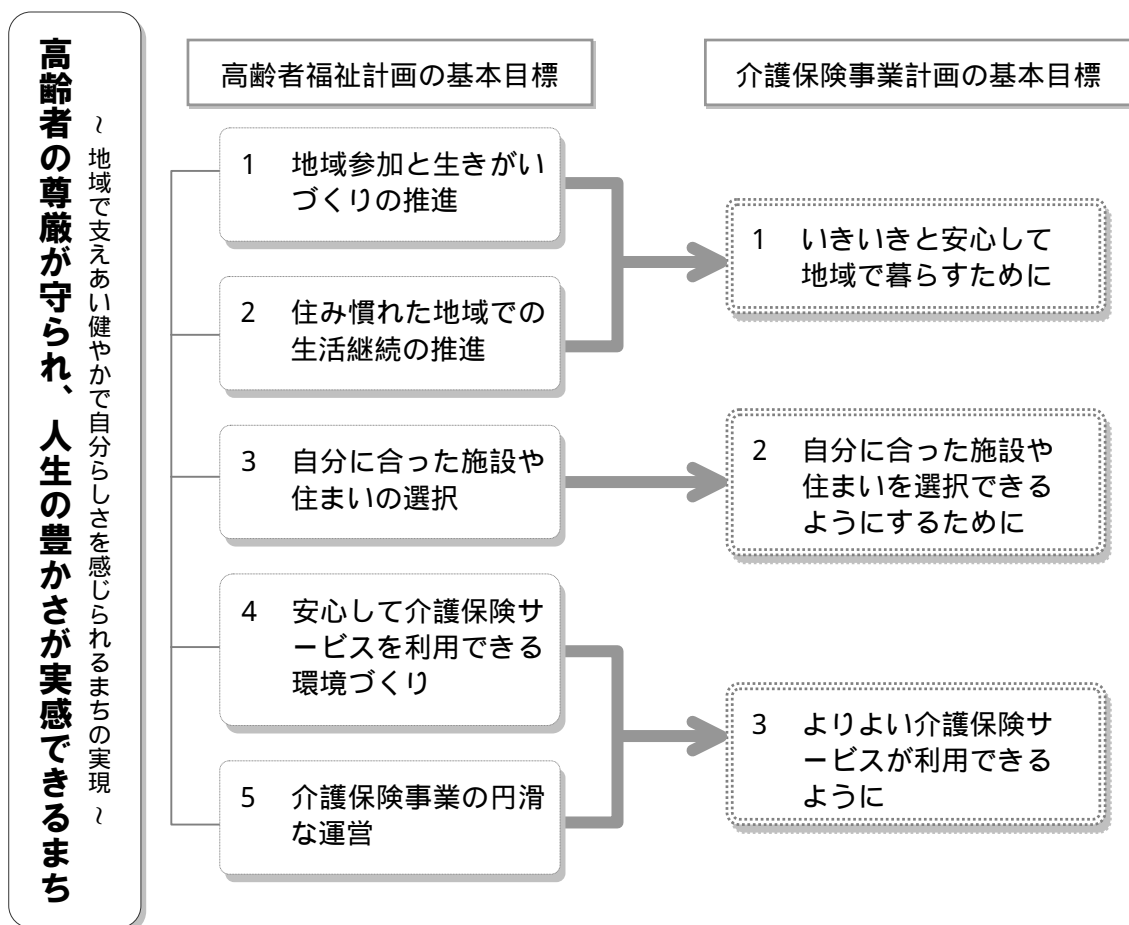 高齢者の尊厳が守られ、人生の豊かさが実感できるまち
~ 地域で支えあい健やかで自分らしさを感じられるまちの実現 ~
高齢者福祉計画の基本目標
1 地域参加と生きがい
づくりの推進
2 住み慣れた地域での
生活継続の推進
3 自分に合った施設や
住まいの選択
4 安心して介護保険サ
ービスを利用できる
環境づくり
5 介護保険事業の円滑
な運営
介護保険事業計画の基本目標
1 いきいきと安心して
地域で暮らすために
2 自分に合った施設や
住まいを選択できる
ようにするために
3 よりよい介護保険サ
ービスが利用できる
ように